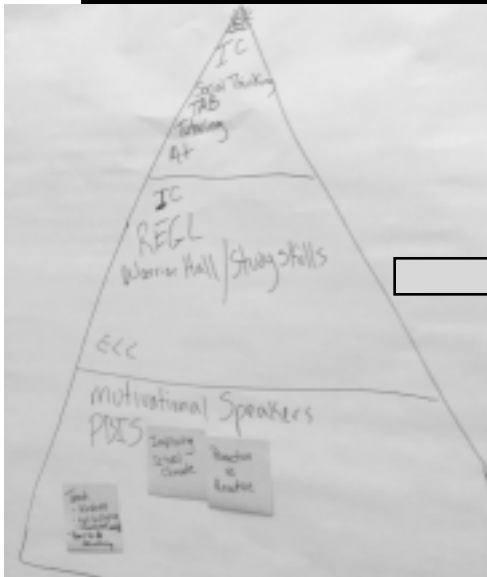 IC
Social Thinking
TAB
Tutoring
A+
IC
REGL
Warrior Hall / Study Skills
ECC
motivational Speakers
PBIS
Improving
School
Climate
Proactive
vs
Reactive
Teach